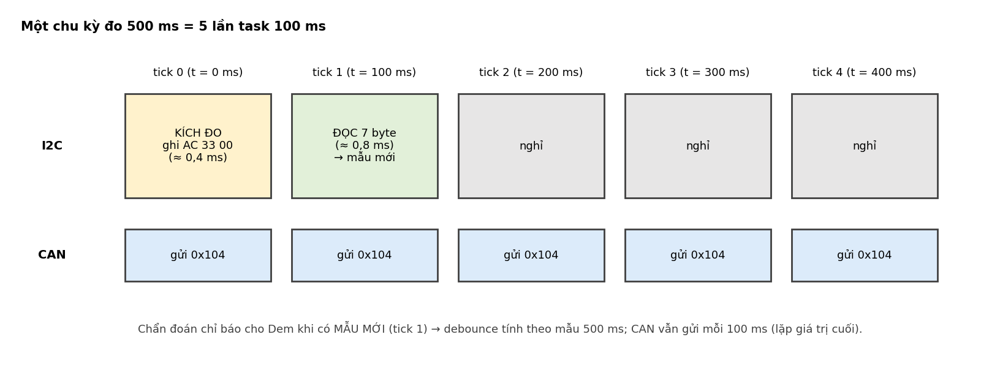 Một chu kỳ đo 500 ms = 5 lần task 100 ms
tick 0 (t = 0 ms)
tick 1 (t = 100 ms)
tick 2 (t = 200 ms)
tick 3 (t = 300 ms)
tick 4 (t = 400 ms)
I2C
KÍCH ĐO
ghi AC 33 00
(≈ 0,4 ms)
ĐỌC 7 byte
(≈ 0,8 ms)
→ mẫu mới
nghỉ
nghỉ
nghỉ
CAN
gửi 0x104
gửi 0x104
gửi 0x104
gửi 0x104
gửi 0x104
Chẩn đoán chỉ báo cho Dem khi có MẪU MỚI (tick 1) → debounce tính theo mẫu 500 ms; CAN vẫn gửi mỗi 100 ms (lặp giá trị cuối).